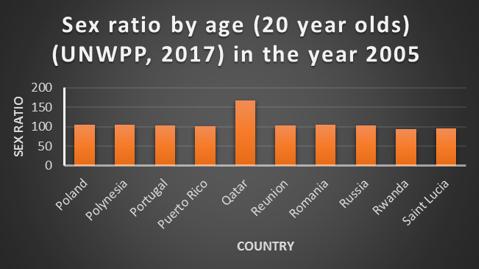 Sex ratio by age (20 year olds)
(UNWPP, 2017) in the year 2005
SEX RATIO
200
150
100
50
0
Poland
Polynesia
Portugal
Puerto Rico
Qatar
Reunion
Romania
Russia
Rwanda
Saint Lucia
COUNTRY